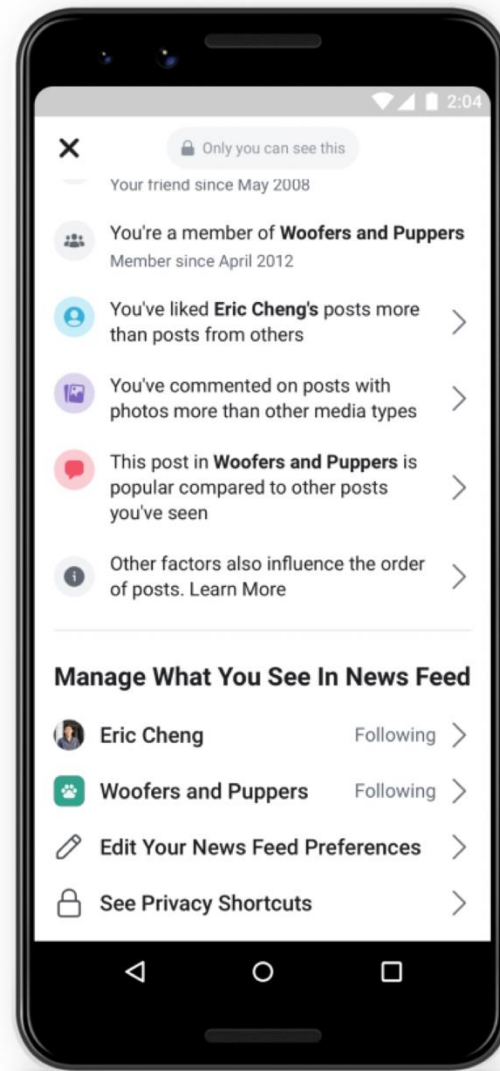 2:04
Only you can see this
Your friend since May 2008
You're a member of Woofers and Puppers
Member since April 2012
You've liked Eric Cheng's posts more
than posts from others
You've commented on posts with
photos more than other media types
This post in Woofers and Puppers is
popular compared to other posts
you've seen
Other factors also influence the order
of posts. Learn More
Manage What You See In News Feed
Eric Cheng Following
Woofers and Puppers Following
Edit Your News Feed Preferences
See Privacy Shortcuts